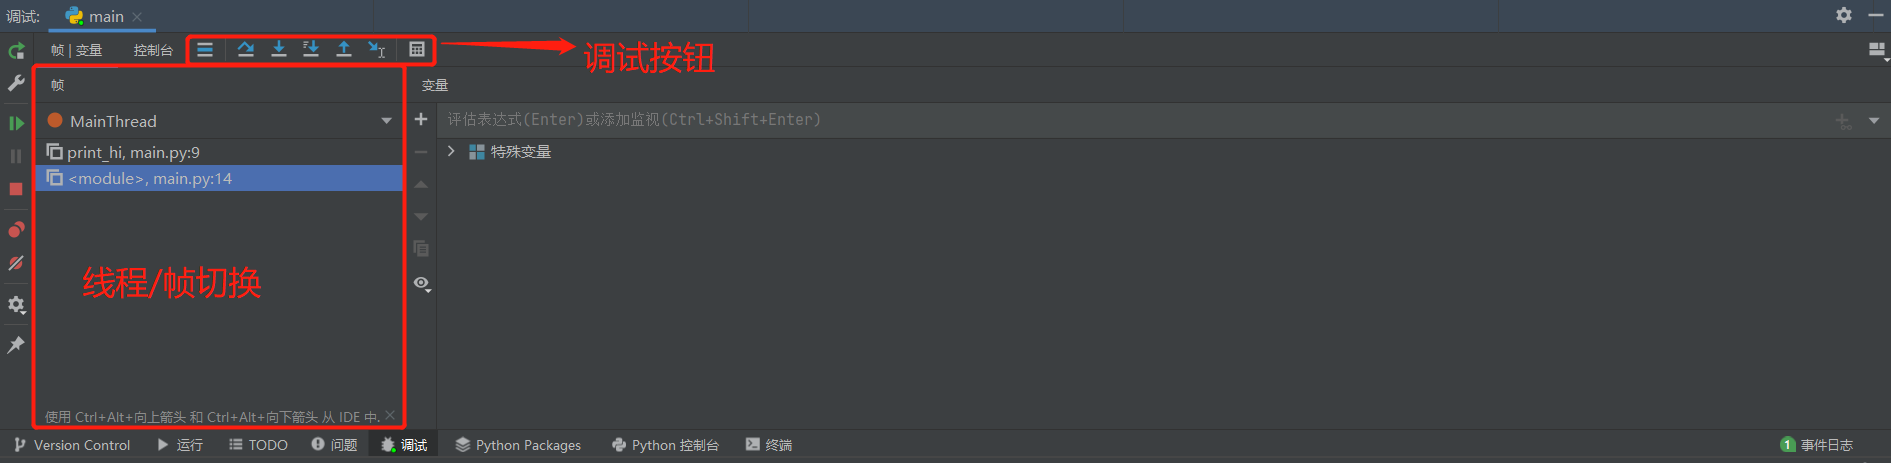 调试: main
帧 | 变量 控制台
调试按钮
帧 变量
MainThread
评估表达式(Enter)或添加监视(Ctrl+Shift+Enter)
print_hi, main.py:9
特殊变量
<module>, main.py:14
线程/帧切换
使用 Ctrl+Alt+向上箭头 和 Ctrl+Alt+向下箭头 从 IDE 中.
Version Control 运行 TODO 问题 调试 Python Packages Python 控制台 终端 1 事件日志